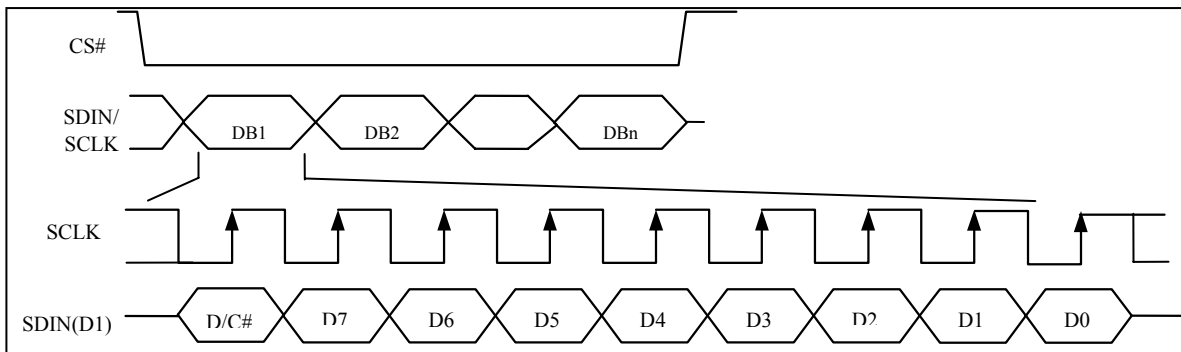 CS#
SDIN/
SCLK
DB1 DB2 DBn
SCLK
SDIN(D1)
D/C# D7 D6 D5 D4 D3 D2 D1 D0